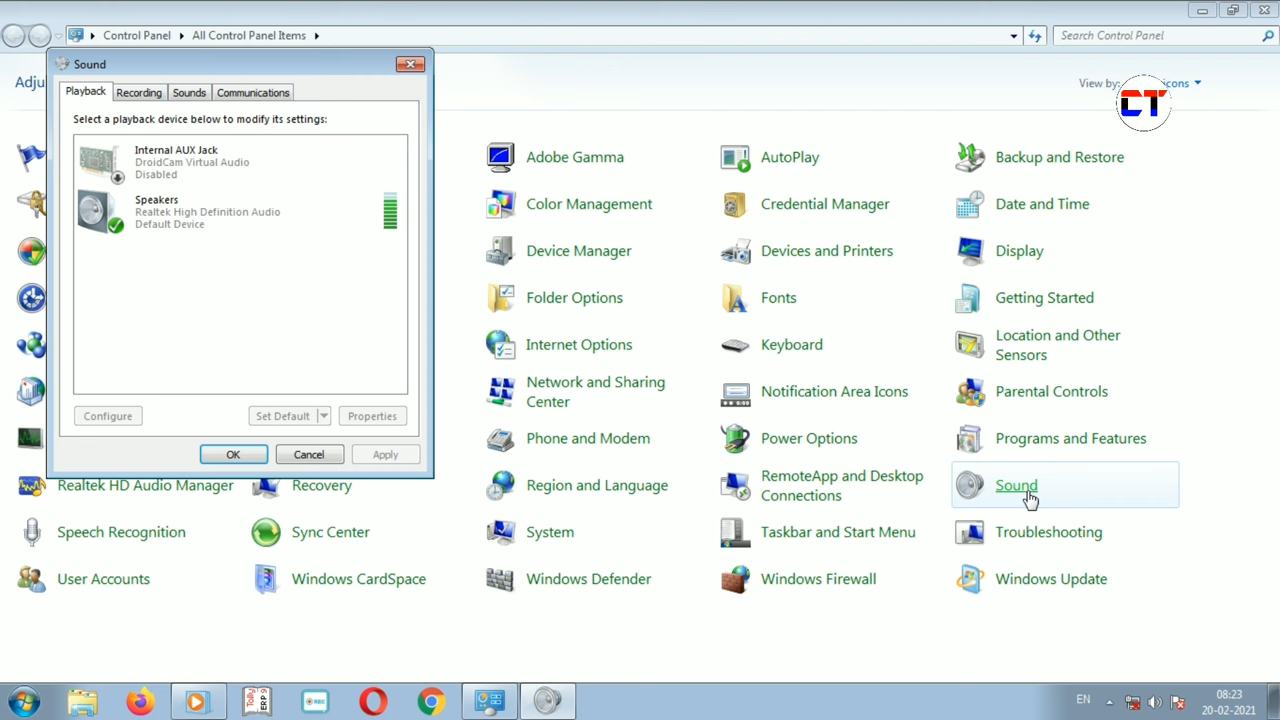 Control Panel
All Control Panel Items
Search Control Panel
Sound
Adju
View by:
icons
CT
Playback
Recording
Sounds
Communications
Select a playback device below to modify its settings:
Internal AUX Jack
DroidCam Virtual Audio
Disabled
Speakers
Realtek High Definition Audio
Default Device
Configure
Set Default
Properties
OK
Cancel
Apply
Adobe Gamma
AutoPlay
Backup and Restore
Color Management
Credential Manager
Date and Time
Device Manager
Devices and Printers
Display
Folder Options
Fonts
Getting Started
Internet Options
Keyboard
Location and Other
Sensors
Network and Sharing
Center
Notification Area Icons
Parental Controls
Phone and Modem
Power Options
Programs and Features
Realtek HD Audio Manager
Recovery
Region and Language
RemoteApp and Desktop
Connections
Sound
Speech Recognition
Sync Center
System
Taskbar and Start Menu
Troubleshooting
User Accounts
Windows CardSpace
Windows Defender
Windows Firewall
Windows Update
Tally
ERP 9
REC
EN
08:23
20-02-2021